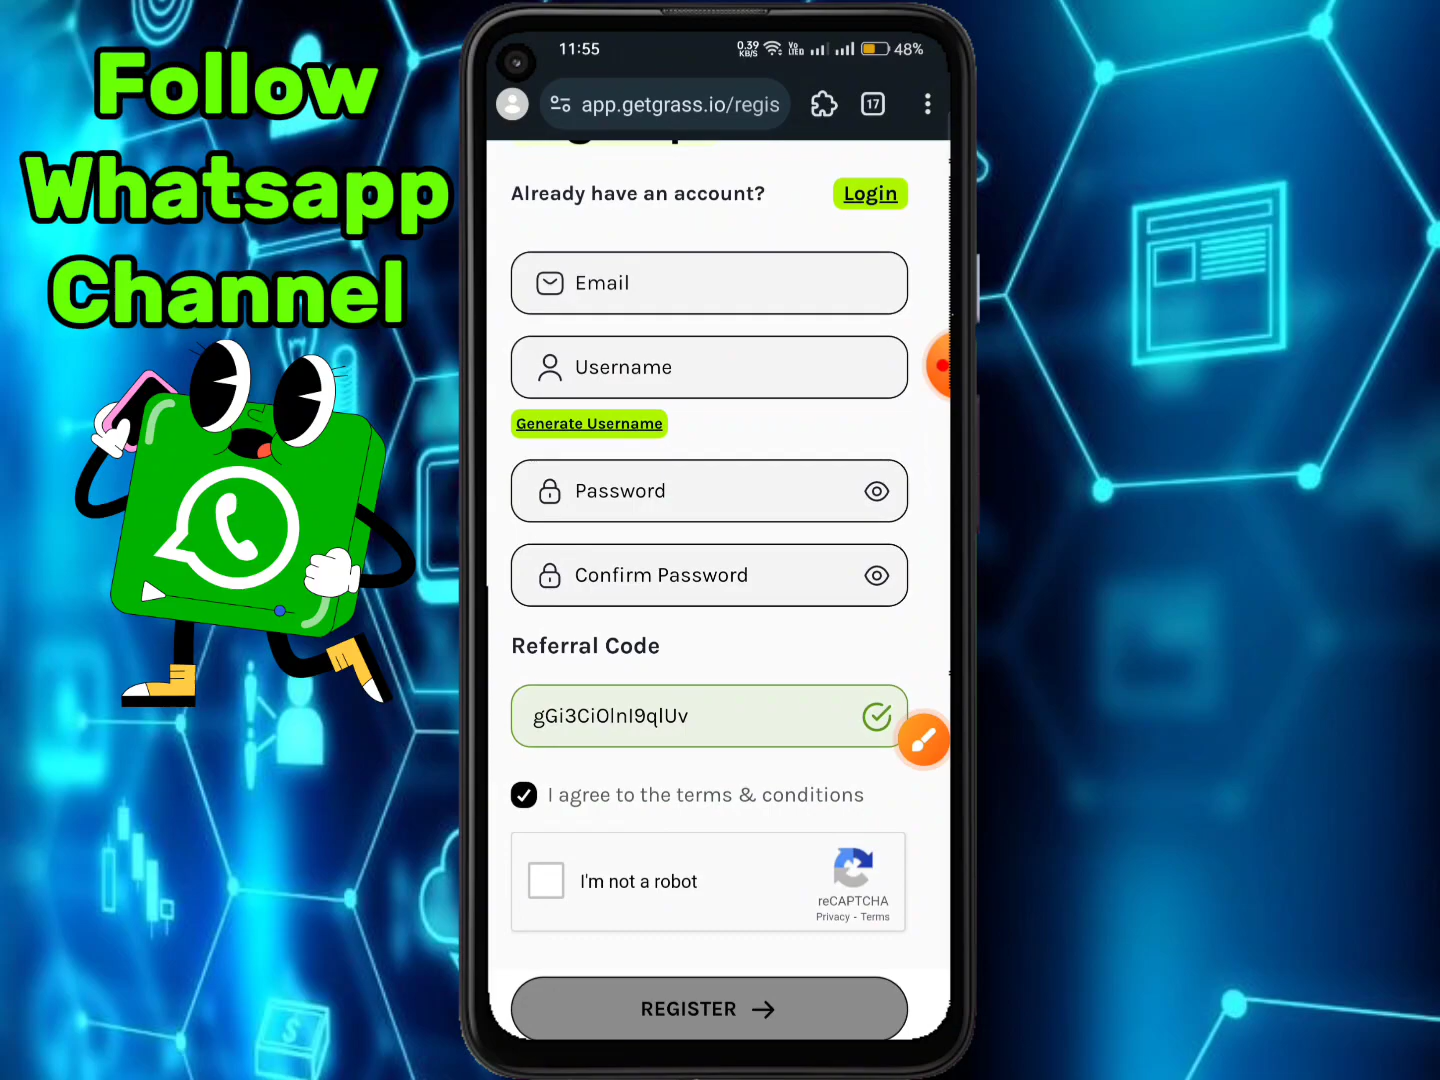 Follow
Whatsapp
Channel
11:55
0.39 KB/S
Vo LTED
48%
app.getgrass.io/regis
17
Already have an account?
Login
Email
Username
Generate Username
Password
Confirm Password
Referral Code
gGi3CiOlnI9qlUv
I agree to the terms & conditions
I'm not a robot
reCAPTCHA
Privacy - Terms
REGISTER